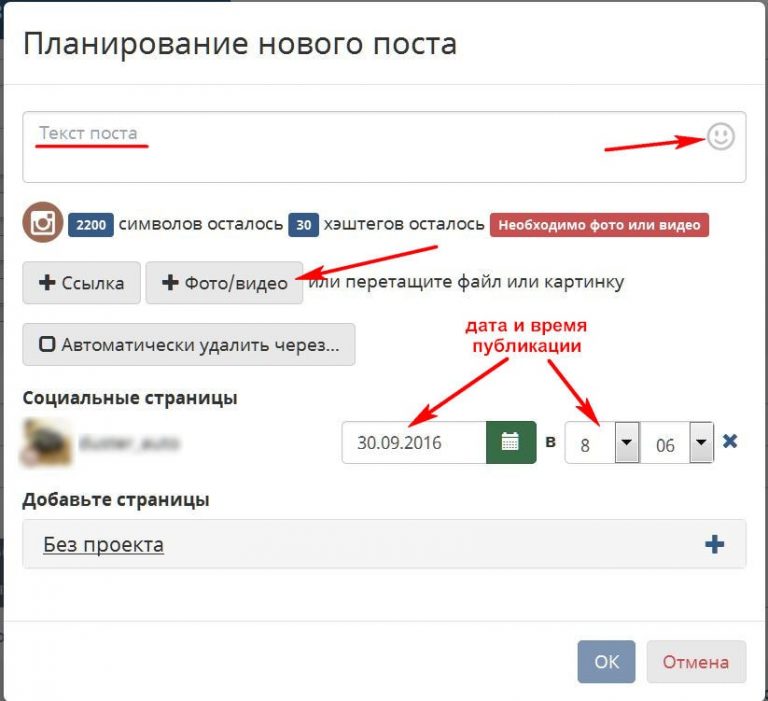 Планирование нового поста
Текст поста
2200 символов осталось 30 хэштегов осталось Необходимо фото или видео
+ Ссылка + Фото/видео или перетащите файл или картинку
дата и время
публикации
Автоматически удалить через...
Социальные страницы
30.09.2016 в 8 06
Добавьте страницы
Без проекта
ОК Отмена